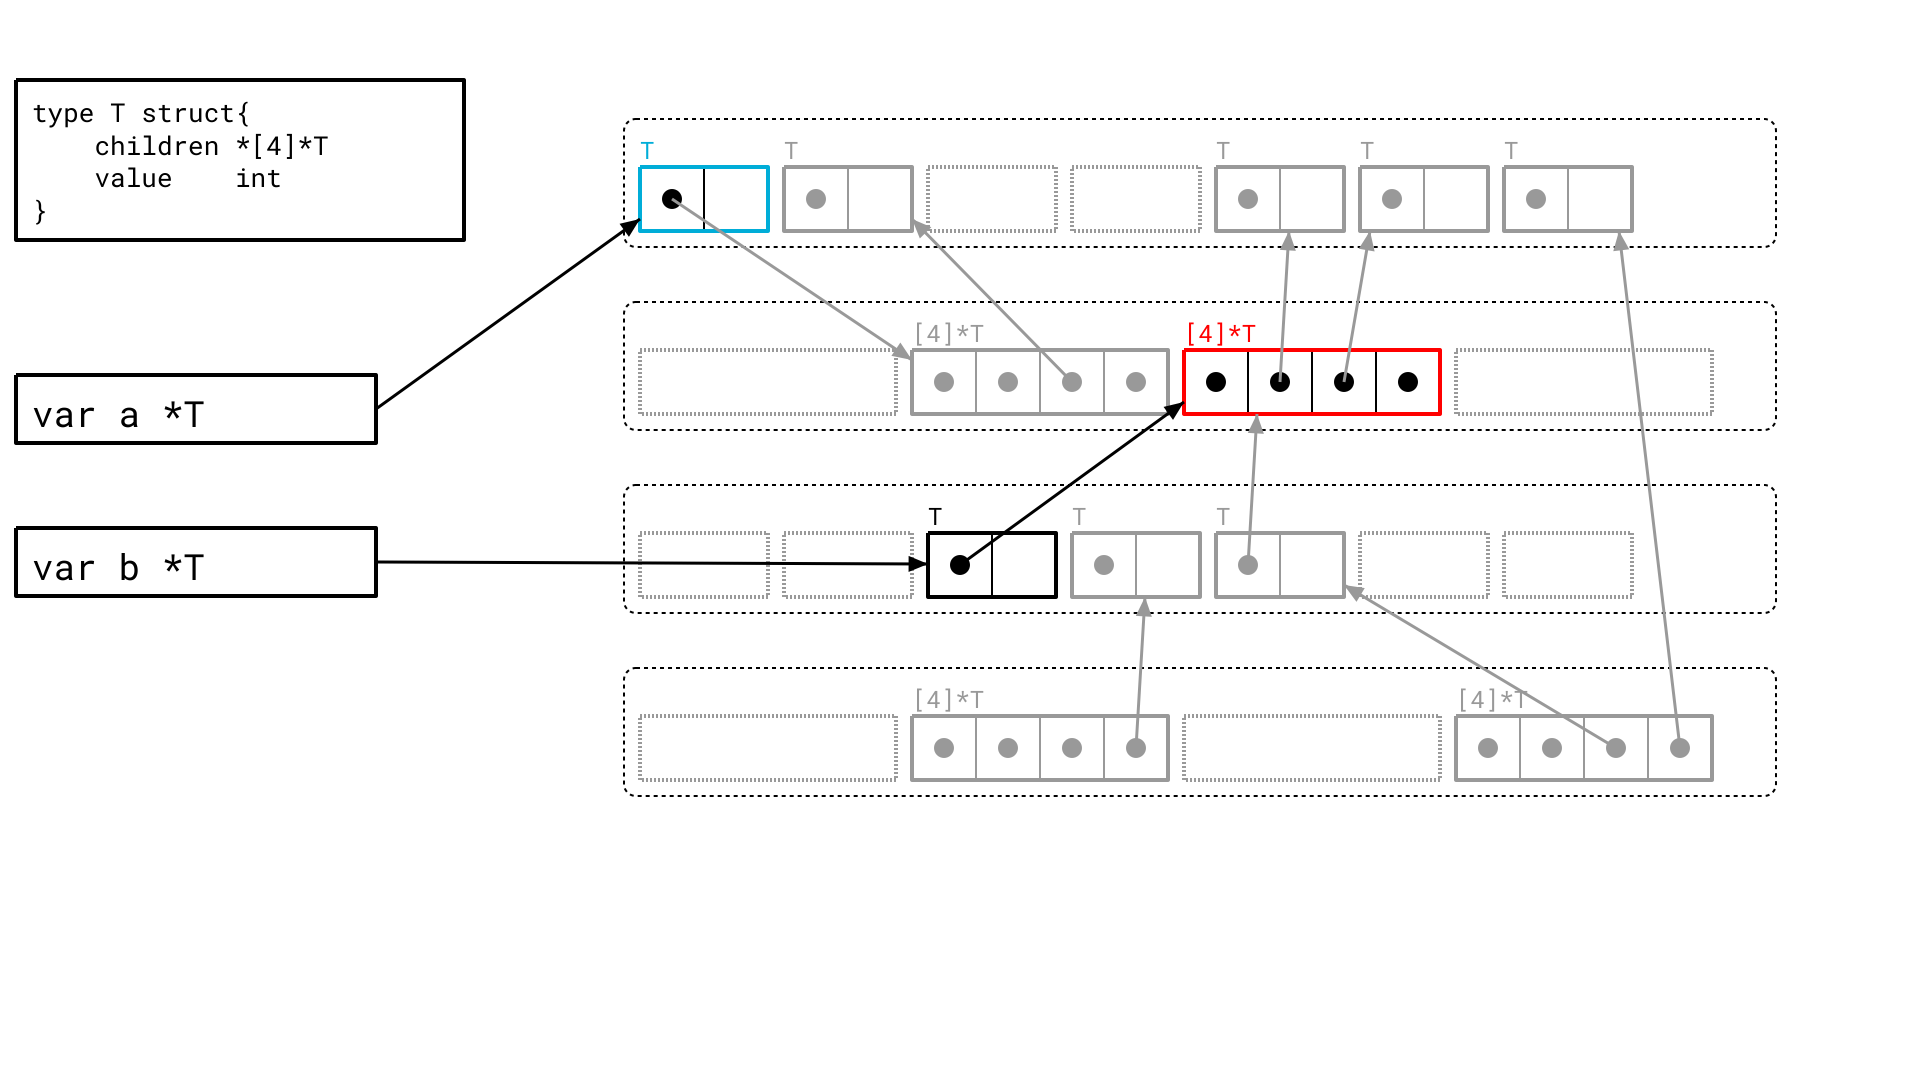 type T struct{
    children *[4]*T
    value    int
}
T
T
T
T
T
[4]*T
[4]*T
var a *T
T
T
T
var b *T
[4]*T
[4]*T